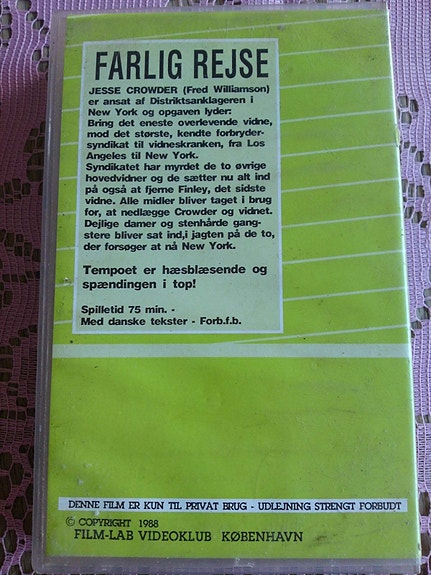 FARLIG REJSE
JESSE CROWDER (Fred Williamson)
er ansat af Distriktsanklageren i
New York og opgaven lyder:
Bring det eneste overlevende vidne,
mod det største, kendte forbryder-
syndikat til vidneskranken, fra Los
Angeles til New York.
Syndikatet har myrdet de to øvrige
hovedvidner og de sætter nu alt ind
på også at fjerne Finley, det sidste
vidne. Alle midler bliver taget i brug
for, at nedlægge Crowder og vidnet.
Dejlige damer og stenhårde gang-
stere bliver sat ind,i jagten på de to,
der forsøger at nå New York.
Tempoet er hæsblæsende og
spændingen i top!
Spilletid 75 min. -
Med danske tekster - Forb.f.b.
DENNE FILM ER KUN TIL PRIVAT BRUG - UDLEJNING STRENGT FORBUDT
© COPYRIGHT 1988
FILM-LAB VIDEOKLUB KØBENHAVN